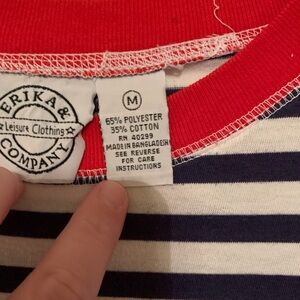 ERIKA &
★ Leisure Clothing ★
COMPANY
M
65% POLYESTER
35% COTTON
RN 40299
MADE IN BANGLADESH
SEE REVERSE
FOR CARE
INSTRUCTIONS